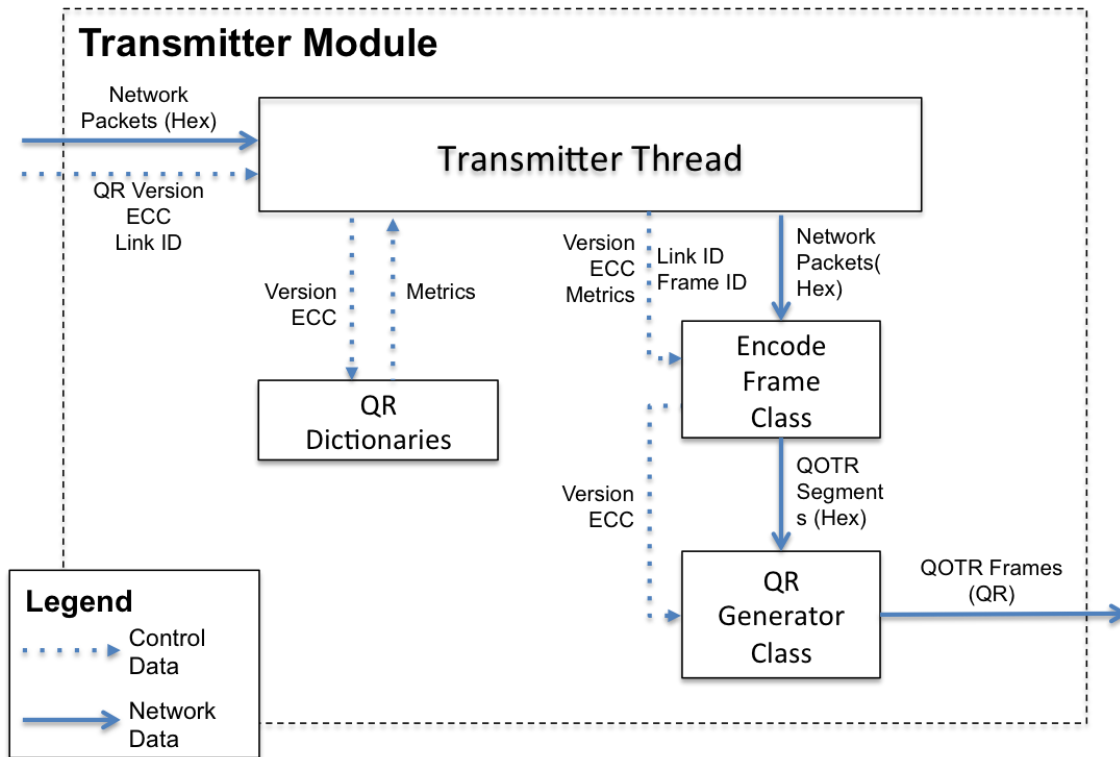 Transmitter Module
Network
Packets (Hex)
QR Version
ECC
Link ID
Transmitter Thread
Version
ECC
Metrics
Version
ECC
Metrics
Link ID
Frame ID
Network
Packets(
Hex)
QR
Dictionaries
Encode
Frame
Class
Version
ECC
QOTR
Segment
s (Hex)
QR
Generator
Class
QOTR Frames
(QR)
Legend
Control
Data
Network
Data